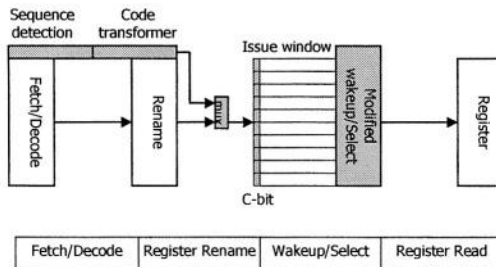 Sequence
detection
Code
transformer
Issue window
Fetch/Decode
Rename
mux
Modified
wakeup/Select
Register
C-bit
Fetch/Decode
Register Rename
Wakeup/Select
Register Read